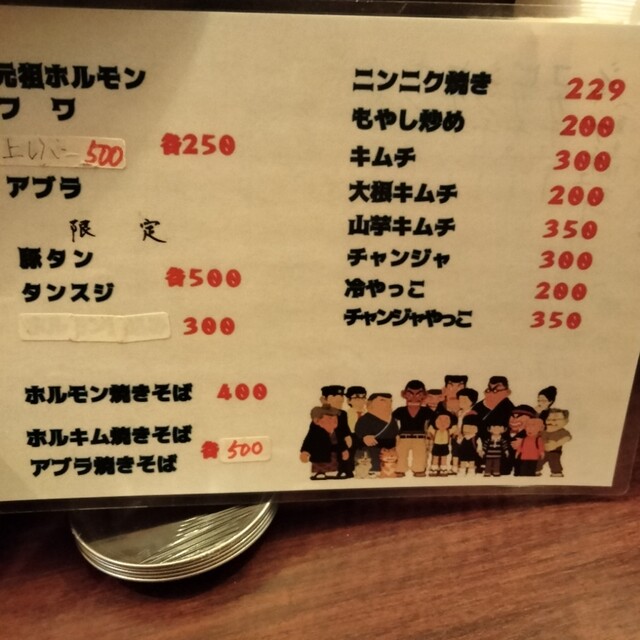 元祖ホルモン
フワ
上レバー 500
各250
アブラ
限定
豚タン
タンスジ
各500
300
ホルモン焼きそば 400
ホルキム焼きそば
アブラ焼きそば
各500
ニンニク焼き 229
もやし炒め 200
キムチ 300
大根キムチ 200
山芋キムチ 350
チャンジャ 300
冷やっこ 200
チャンジャやっこ 350